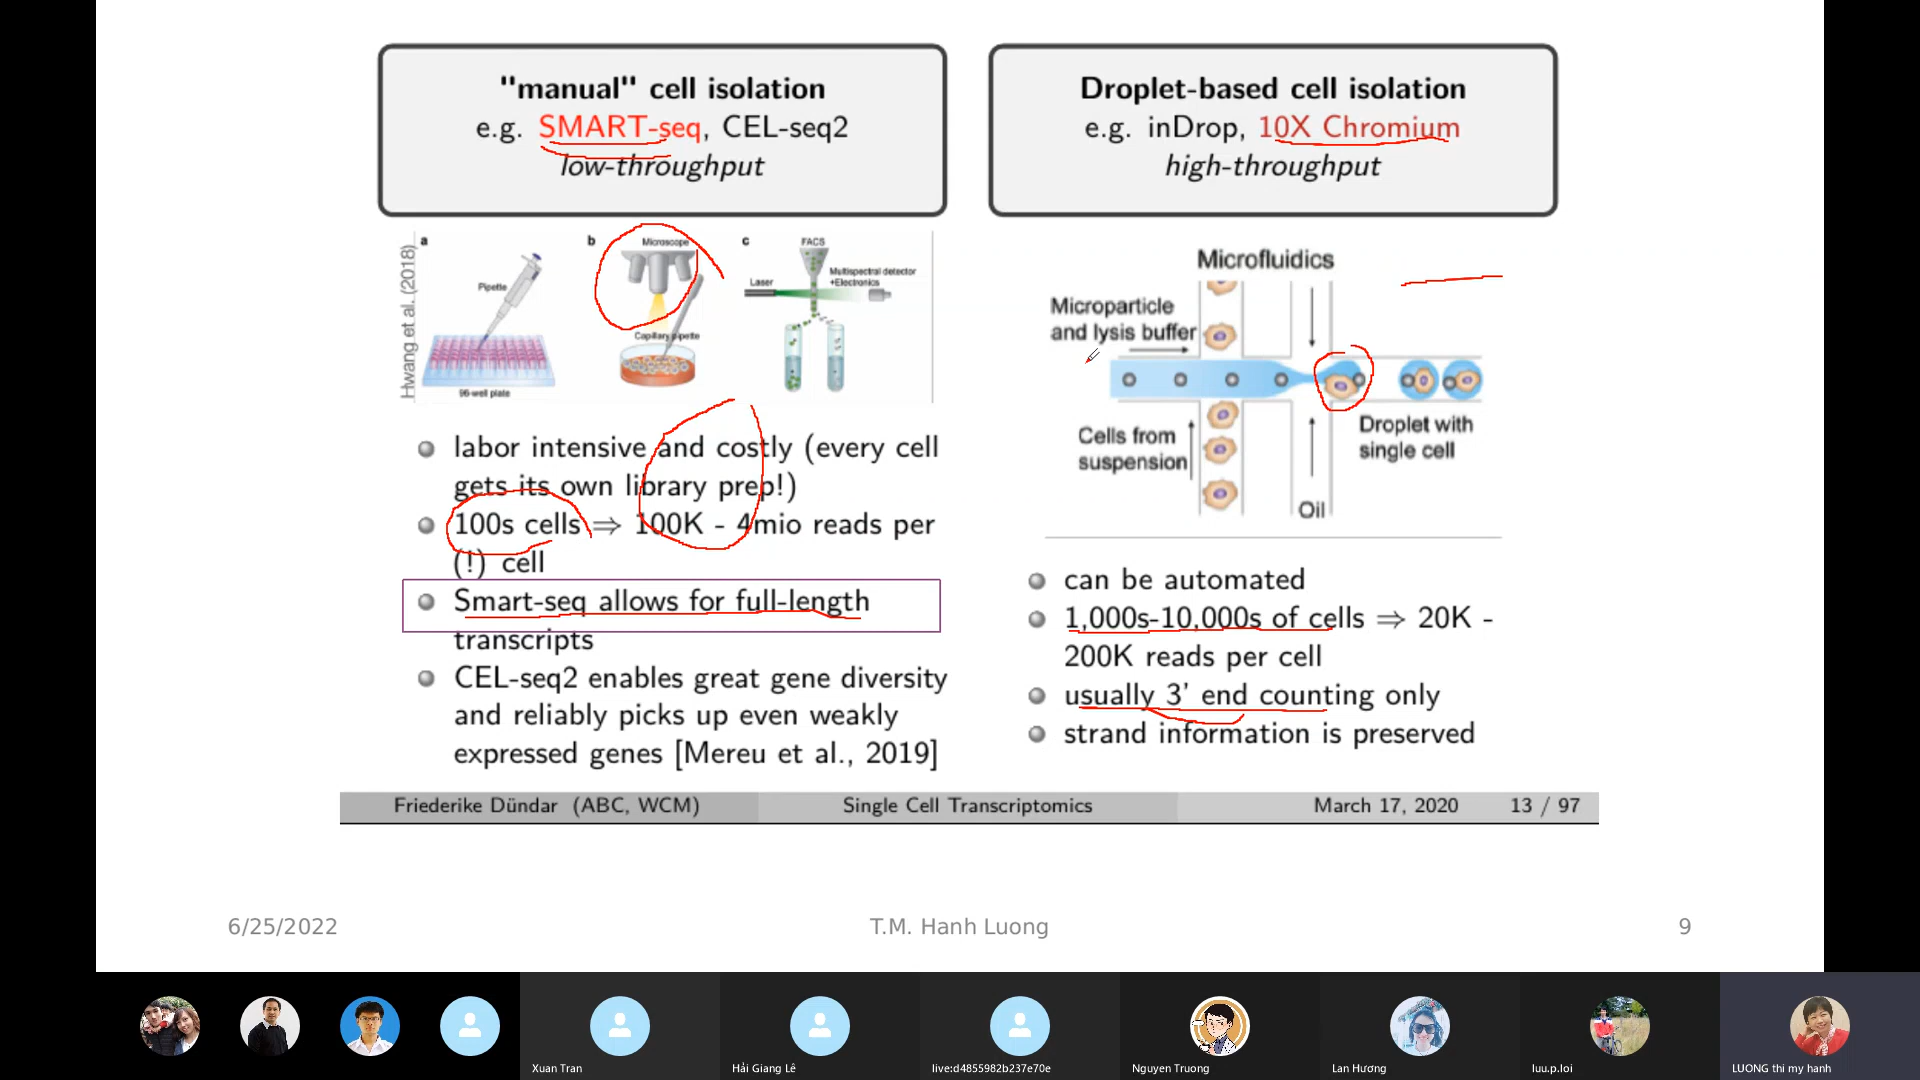 "manual" cell isolation
e.g. SMART-seq, CEL-seq2
low-throughput
Droplet-based cell isolation
e.g. inDrop, 10X Chromium
high-throughput
Hwang et al. (2018)
a
Pipette
96-well plate
b
Microscope
Capillary pipette
c
FACS
Laser
Multispectral detector
+Electronics
Microfluidics
Microparticle
and lysis buffer
Cells from
suspension
Oil
Droplet with
single cell
labor intensive and costly (every cell
gets its own library prep!)
100s cells ⇒ 100K - 4mio reads per
(!) cell
Smart-seq allows for full-length
transcripts
CEL-seq2 enables great gene diversity
and reliably picks up even weakly
expressed genes [Mereu et al., 2019]
can be automated
1,000s-10,000s of cells ⇒ 20K -
200K reads per cell
usually 3' end counting only
strand information is preserved
Friederike Dündar (ABC, WCM)
Single Cell Transcriptomics
March 17, 2020
13 / 97
6/25/2022
T.M. Hanh Luong
9
Xuan Tran
Hải Giang Lê
live:d4855982b237e70e
Nguyen Truong
Lan Hương
luu.p.loi
LUONG thi my hanh